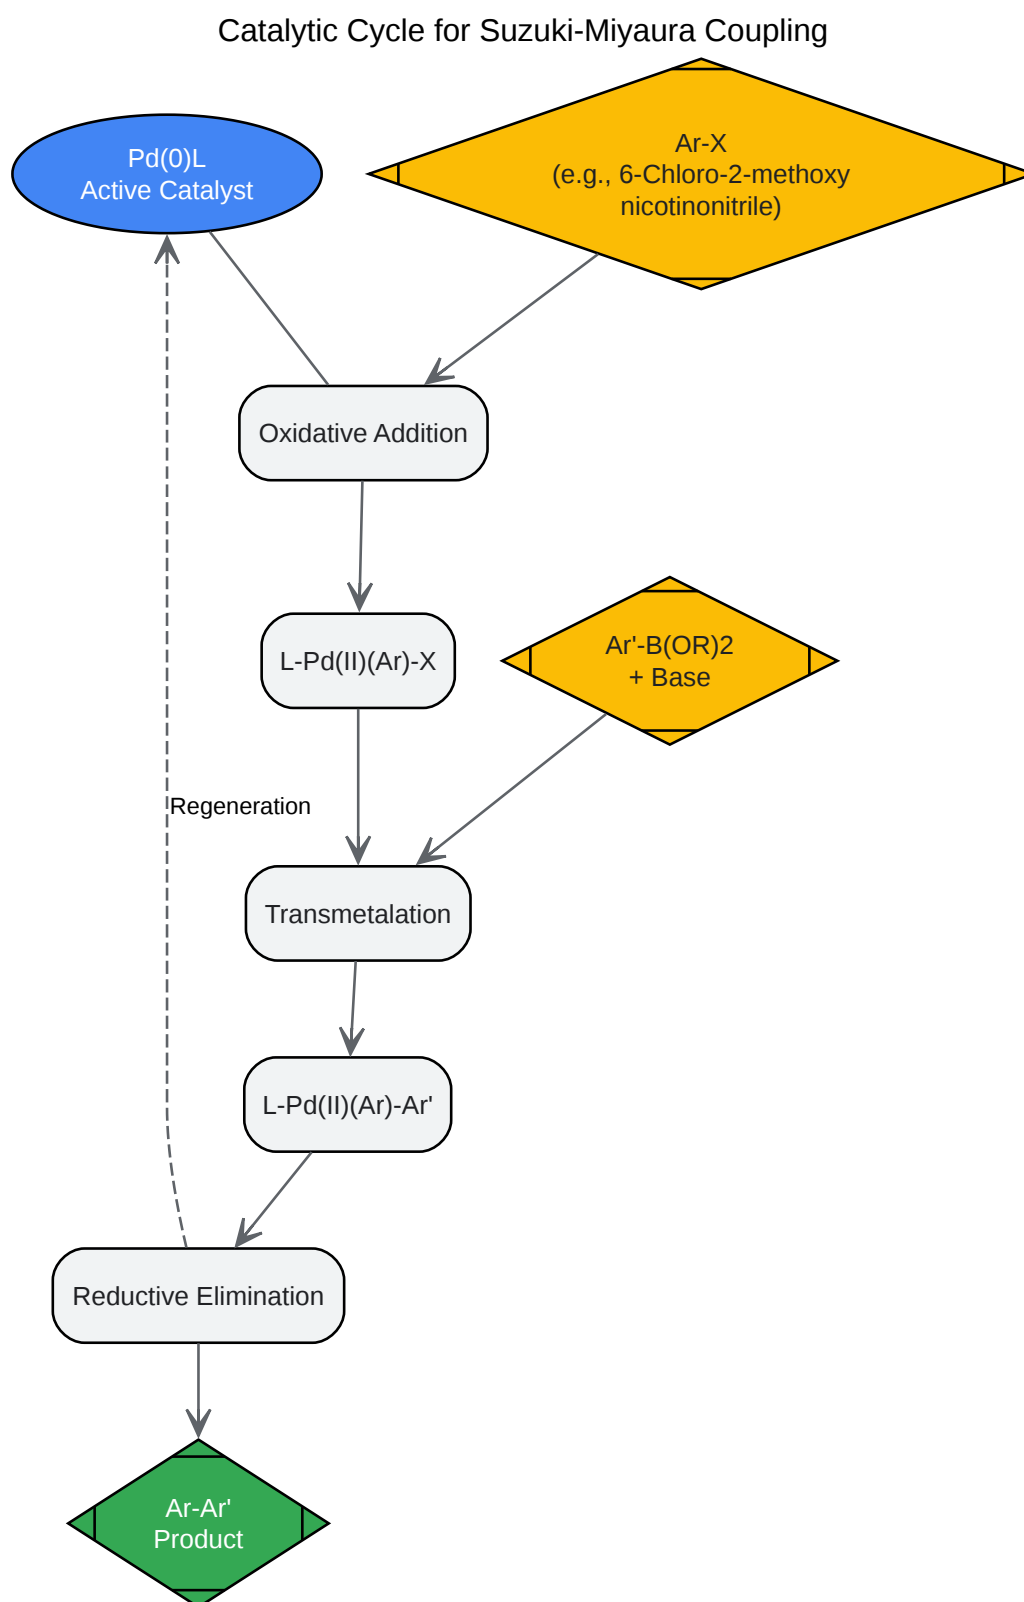 Catalytic Cycle for Suzuki-Miyaura Coupling
Pd(0)L
Active Catalyst
Ar-X
(e.g., 6-Chloro-2-methoxy
nicotinonitrile)
Oxidative Addition
L-Pd(II)(Ar)-X
Ar'-B(OR)2
+ Base
Regeneration
Transmetalation
L-Pd(II)(Ar)-Ar'
Reductive Elimination
Ar-Ar'
Product